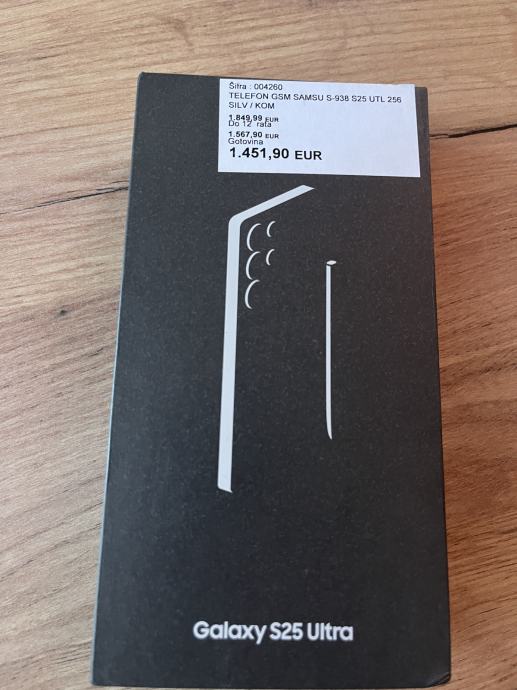 Šifra : 004260
TELEFON GSM SAMSU S-938 S25 UTL 256
SILV / KOM
1.849,99 EUR
Do 12 rata
1.567,90 EUR
Gotovina
1.451,90 EUR
Galaxy S25 Ultra